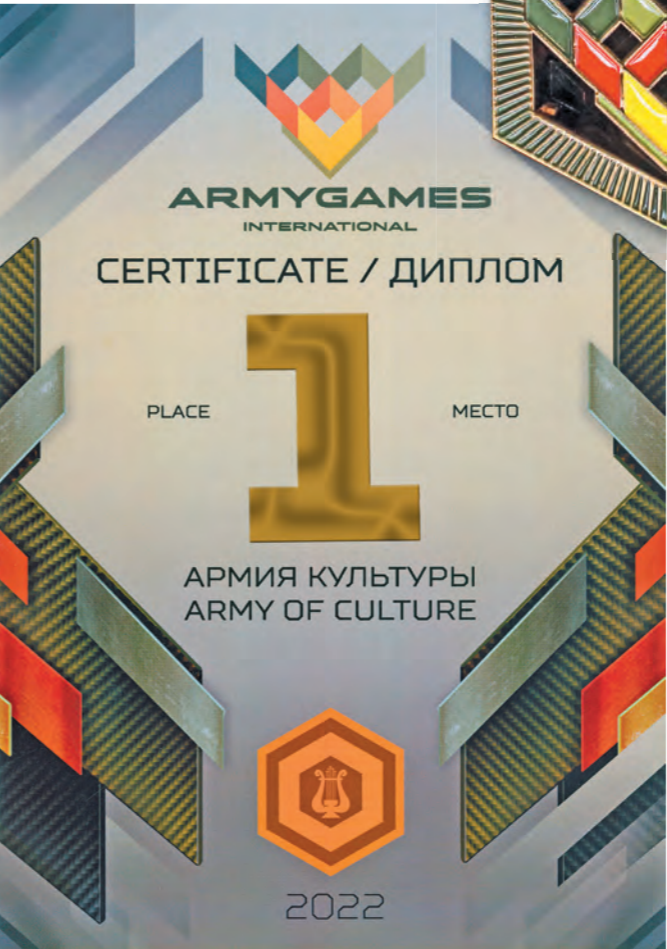 ARMYGAMES
INTERNATIONAL
CERTIFICATE / ДИПЛОМ
1
PLACE
МЕСТО
АРМИЯ КУЛЬТУРЫ
ARMY OF CULTURE
2022